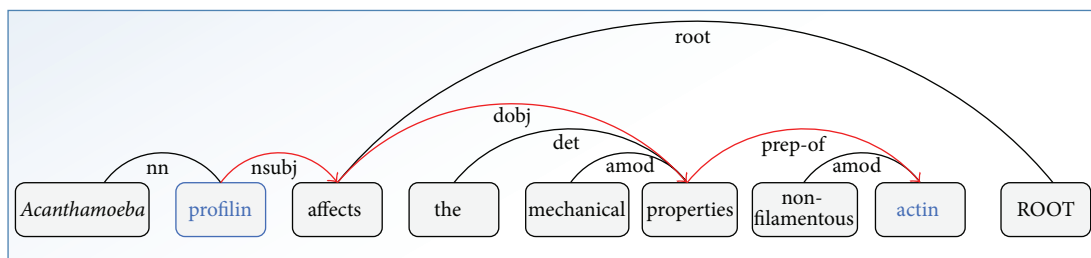 root
dobj
det
prep-of
nn
nsubj
amod
amod
Acanthamoeba
profilin
affects
the
mechanical
properties
non-
filamentous
actin
ROOT